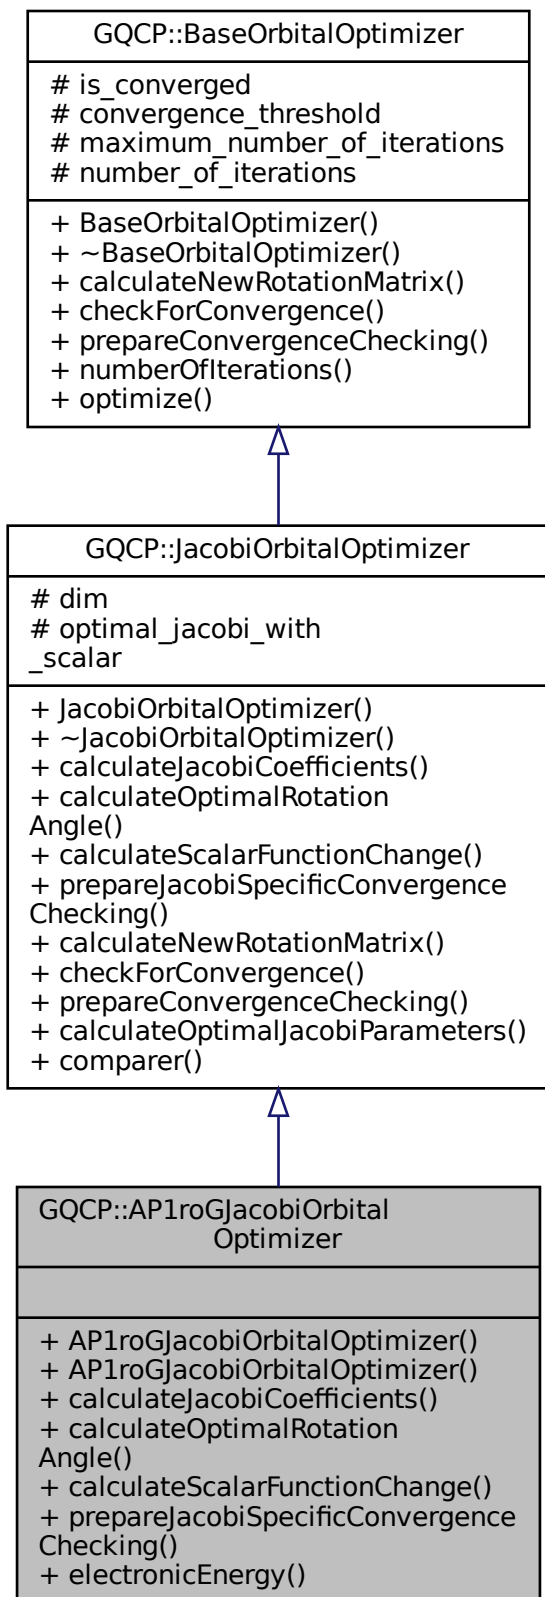 GQCP::BaseOrbitalOptimizer
# is_converged
# convergence_threshold
# maximum_number_of_iterations
# number_of_iterations
+ BaseOrbitalOptimizer()
+ ~BaseOrbitalOptimizer()
+ calculateNewRotationMatrix()
+ checkForConvergence()
+ prepareConvergenceChecking()
+ numberOfIterations()
+ optimize()
GQCP::JacobiOrbitalOptimizer
# dim
# optimal_jacobi_with
_scalar
+ JacobiOrbitalOptimizer()
+ ~JacobiOrbitalOptimizer()
+ calculateJacobiCoefficients()
+ calculateOptimalRotation
Angle()
+ calculateScalarFunctionChange()
+ prepareJacobiSpecificConvergence
Checking()
+ calculateNewRotationMatrix()
+ checkForConvergence()
+ prepareConvergenceChecking()
+ calculateOptimalJacobiParameters()
+ comparer()
GQCP::AP1roGJacobiOrbital
Optimizer
+ AP1roGJacobiOrbitalOptimizer()
+ AP1roGJacobiOrbitalOptimizer()
+ calculateJacobiCoefficients()
+ calculateOptimalRotation
Angle()
+ calculateScalarFunctionChange()
+ prepareJacobiSpecificConvergence
Checking()
+ electronicEnergy()